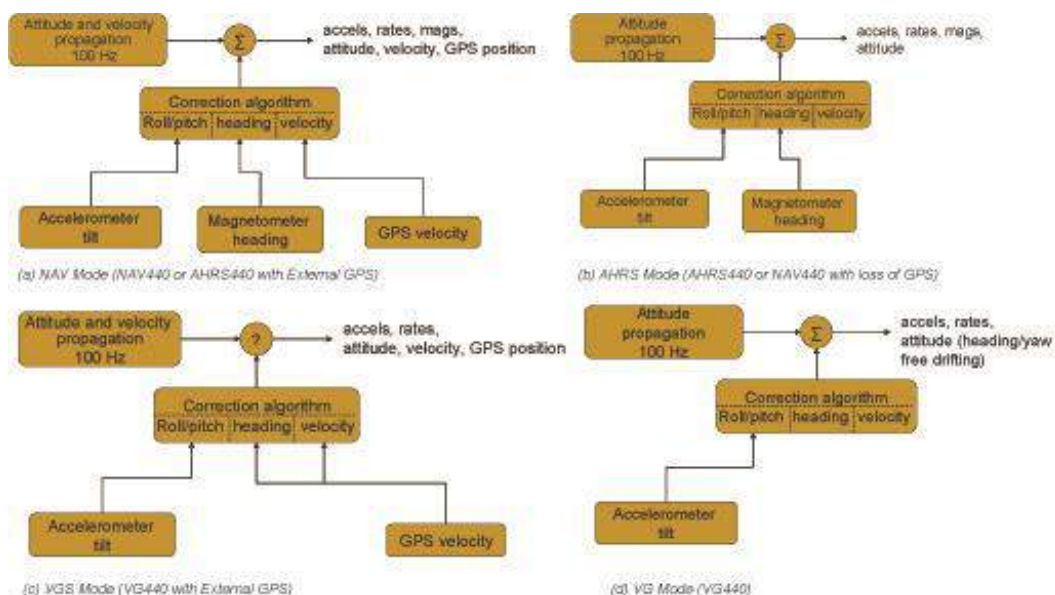 Attitude and velocity
propagation
100 Hz
Σ
accels, rates, mags,
attitude, velocity, GPS position
Correction algorithm
Roll/pitch heading velocity
Accelerometer
tilt
Magnetometer
heading
GPS velocity
(a) NAV Mode (NAV440 or AHRS440 with External GPS)
Attitude
propagation
100 Hz
Σ
accels, rates, mags,
attitude
Correction algorithm
Roll/pitch heading velocity
Accelerometer
tilt
Magnetometer
heading
(b) AHRS Mode (AHRS440 or NAV440 with loss of GPS)
Attitude and velocity
propagation
100 Hz
?
accels, rates,
attitude, velocity, GPS position
Correction algorithm
Roll/pitch heading velocity
Accelerometer
tilt
GPS velocity
(c) VGS Mode (VG440 with External GPS)
Attitude
propagation
100 Hz
Σ
accels, rates,
attitude (heading/yaw
free drifting)
Correction algorithm
Roll/pitch heading velocity
Accelerometer
tilt
(d) VG Mode (VG440)